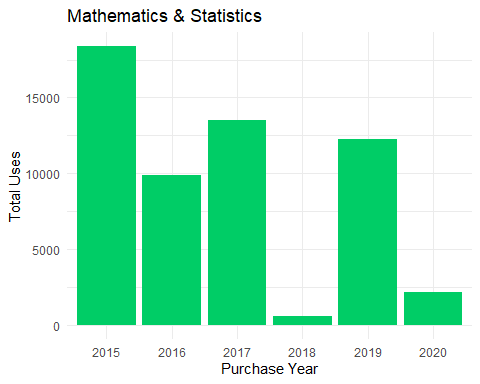 Mathematics & Statistics
Total Uses
15000
10000
5000
0
2015 2016 2017 2018 2019 2020
Purchase Year